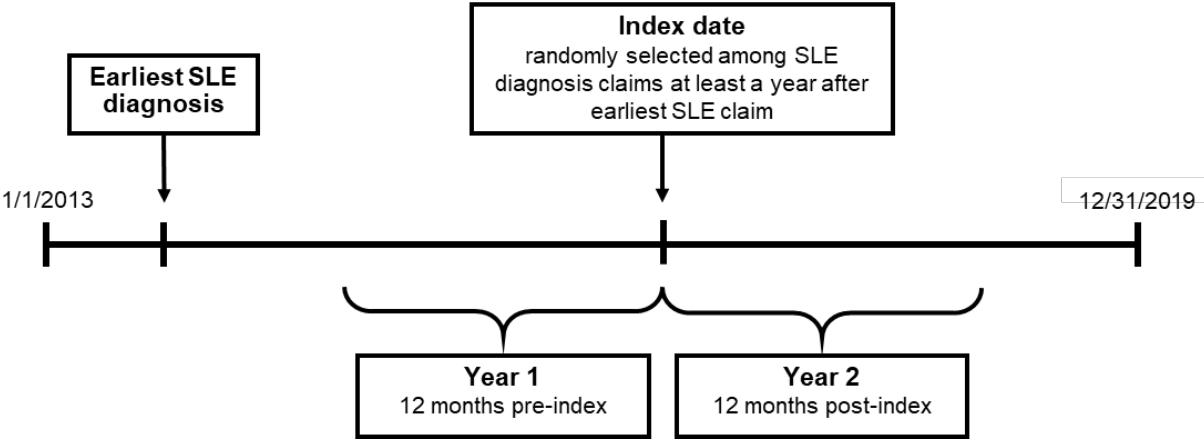 Index date
randomly selected among SLE
diagnosis claims at least a year after
earliest SLE claim
Earliest SLE
diagnosis
1/1/2013
12/31/2019
Year 1
12 months pre-index
Year 2
12 months post-index